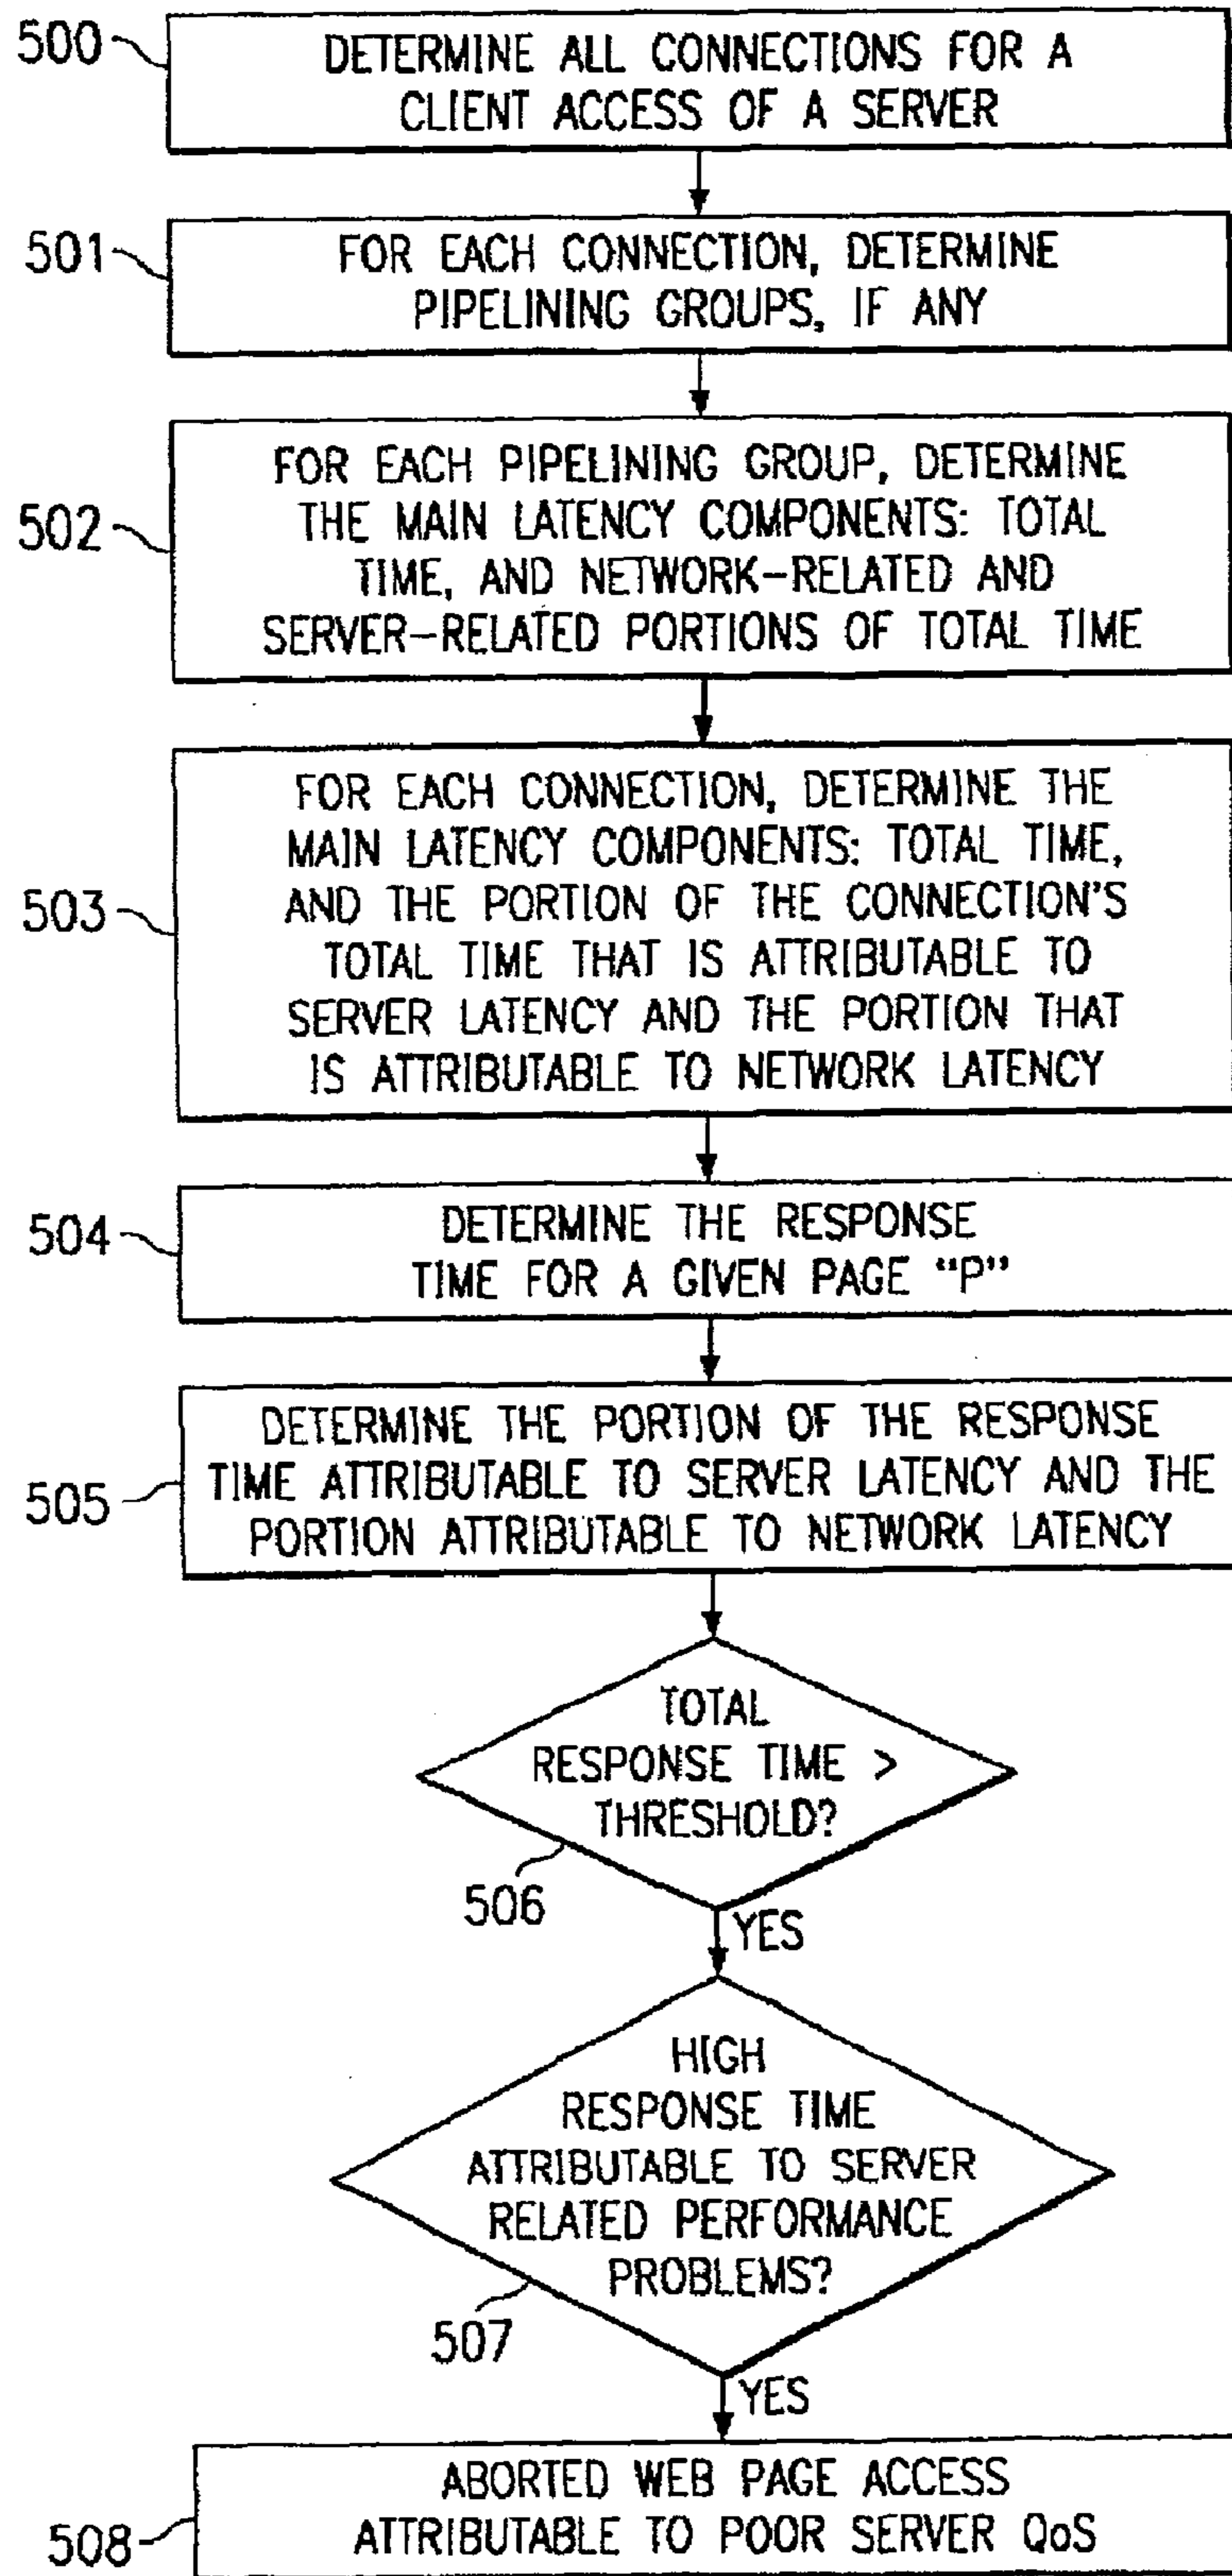 500
DETERMINE ALL CONNECTIONS FOR A
CLIENT ACCESS OF A SERVER
501
FOR EACH CONNECTION, DETERMINE
PIPELINING GROUPS, IF ANY
502
FOR EACH PIPELINING GROUP, DETERMINE
THE MAIN LATENCY COMPONENTS: TOTAL
TIME, AND NETWORK-RELATED AND
SERVER-RELATED PORTIONS OF TOTAL TIME
503
FOR EACH CONNECTION, DETERMINE THE
MAIN LATENCY COMPONENTS: TOTAL TIME,
AND THE PORTION OF THE CONNECTION'S
TOTAL TIME THAT IS ATTRIBUTABLE TO
SERVER LATENCY AND THE PORTION THAT
IS ATTRIBUTABLE TO NETWORK LATENCY
504
DETERMINE THE RESPONSE
TIME FOR A GIVEN PAGE "P"
505
DETERMINE THE PORTION OF THE RESPONSE
TIME ATTRIBUTABLE TO SERVER LATENCY AND THE
PORTION ATTRIBUTABLE TO NETWORK LATENCY
TOTAL
RESPONSE TIME >
THRESHOLD?
506
YES
HIGH
RESPONSE TIME
ATTRIBUTABLE TO SERVER
RELATED PERFORMANCE
PROBLEMS?
507
YES
508
ABORTED WEB PAGE ACCESS
ATTRIBUTABLE TO POOR SERVER QoS